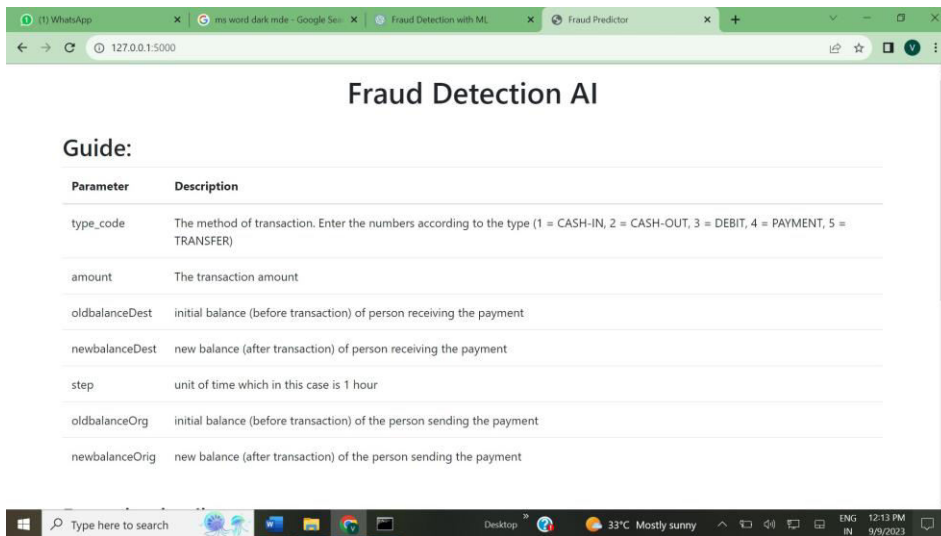 (1) WhatsApp
ms word dark mde - Google Sea
Fraud Detection with ML
Fraud Predictor
127.0.0.1:5000
V
Fraud Detection AI
Guide:
Parameter Description
type_code The method of transaction. Enter the numbers according to the type (1 = CASH-IN, 2 = CASH-OUT, 3 = DEBIT, 4 = PAYMENT, 5 =
TRANSFER)
amount The transaction amount
oldbalanceDest initial balance (before transaction) of person receiving the payment
newbalanceDest new balance (after transaction) of person receiving the payment
step unit of time which in this case is 1 hour
oldbalanceOrg initial balance (before transaction) of the person sending the payment
newbalanceOrig new balance (after transaction) of the person sending the payment
Type here to search
Desktop
33°C Mostly sunny
ENG
IN
12:13 PM
9/9/2023